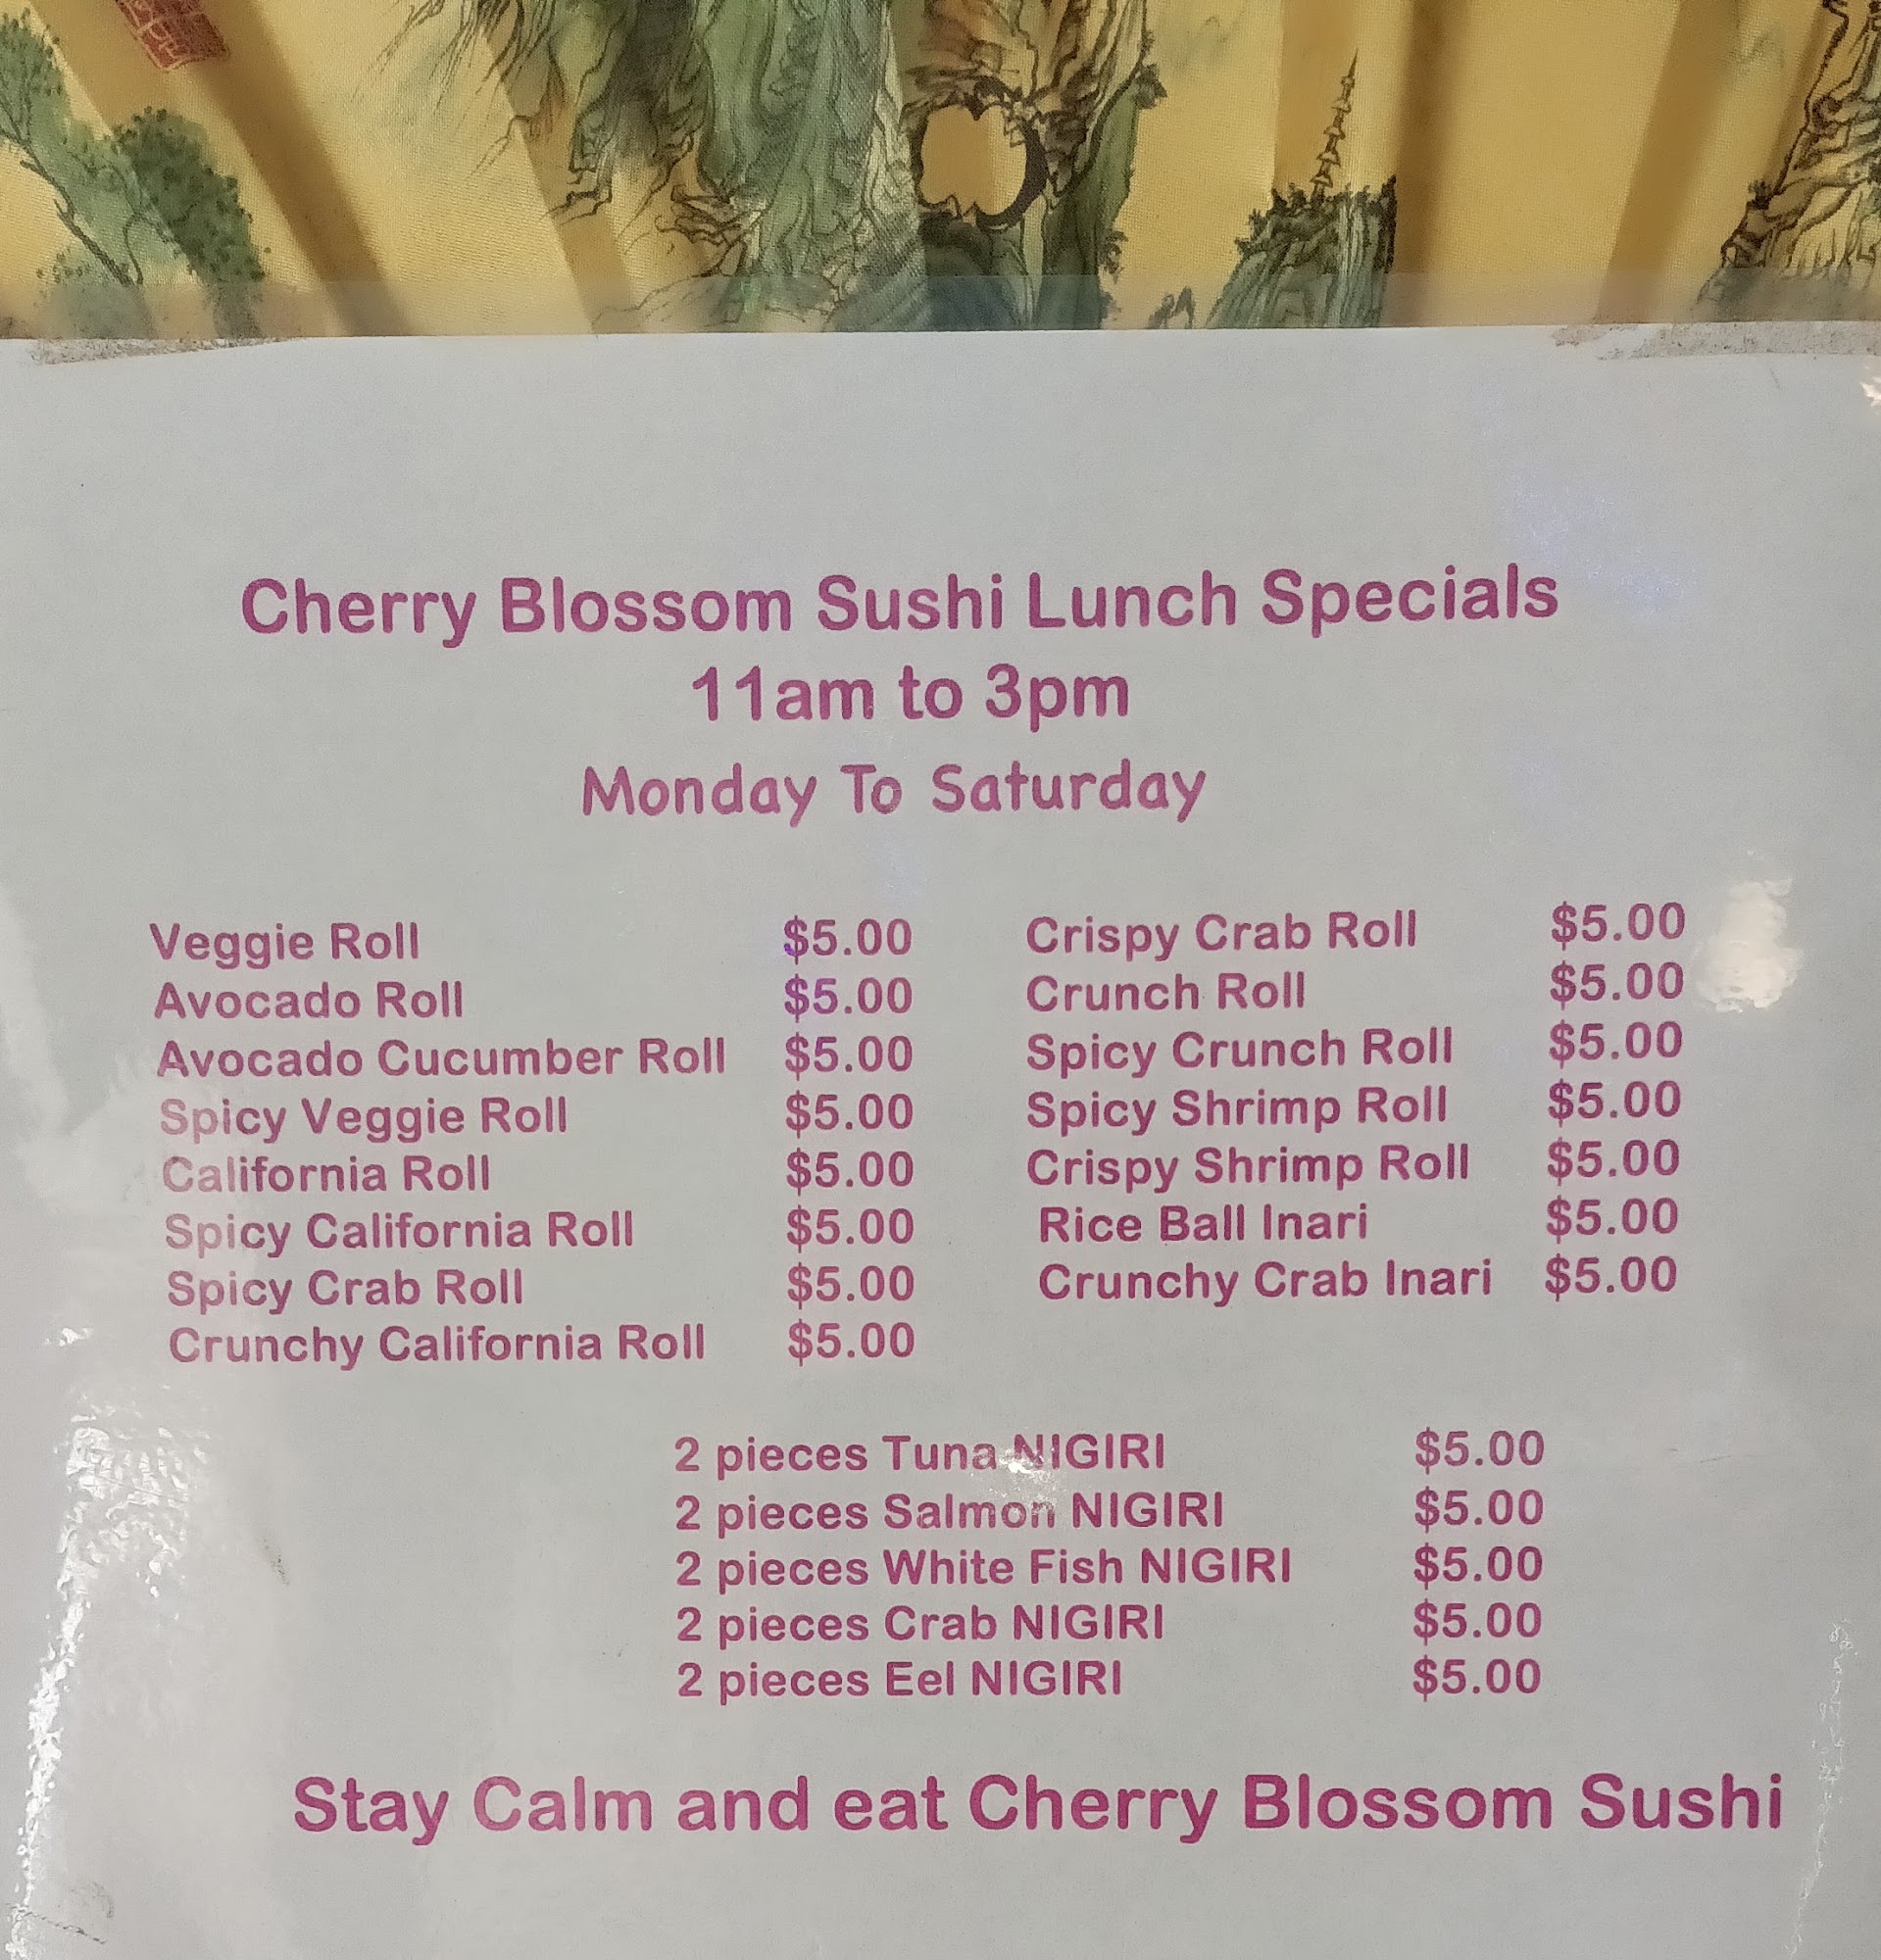 Cherry Blossom Sushi Lunch Specials
11am to 3pm
Monday To Saturday
Veggie Roll $5.00
Avocado Roll $5.00
Avocado Cucumber Roll $5.00
Spicy Veggie Roll $5.00
California Roll $5.00
Spicy California Roll $5.00
Spicy Crab Roll $5.00
Crunchy California Roll $5.00
Crispy Crab Roll $5.00
Crunch Roll $5.00
Spicy Crunch Roll $5.00
Spicy Shrimp Roll $5.00
Crispy Shrimp Roll $5.00
Rice Ball Inari $5.00
Crunchy Crab Inari $5.00
2 pieces Tuna NIGIRI $5.00
2 pieces Salmon NIGIRI $5.00
2 pieces White Fish NIGIRI $5.00
2 pieces Crab NIGIRI $5.00
2 pieces Eel NIGIRI $5.00
Stay Calm and eat Cherry Blossom Sushi